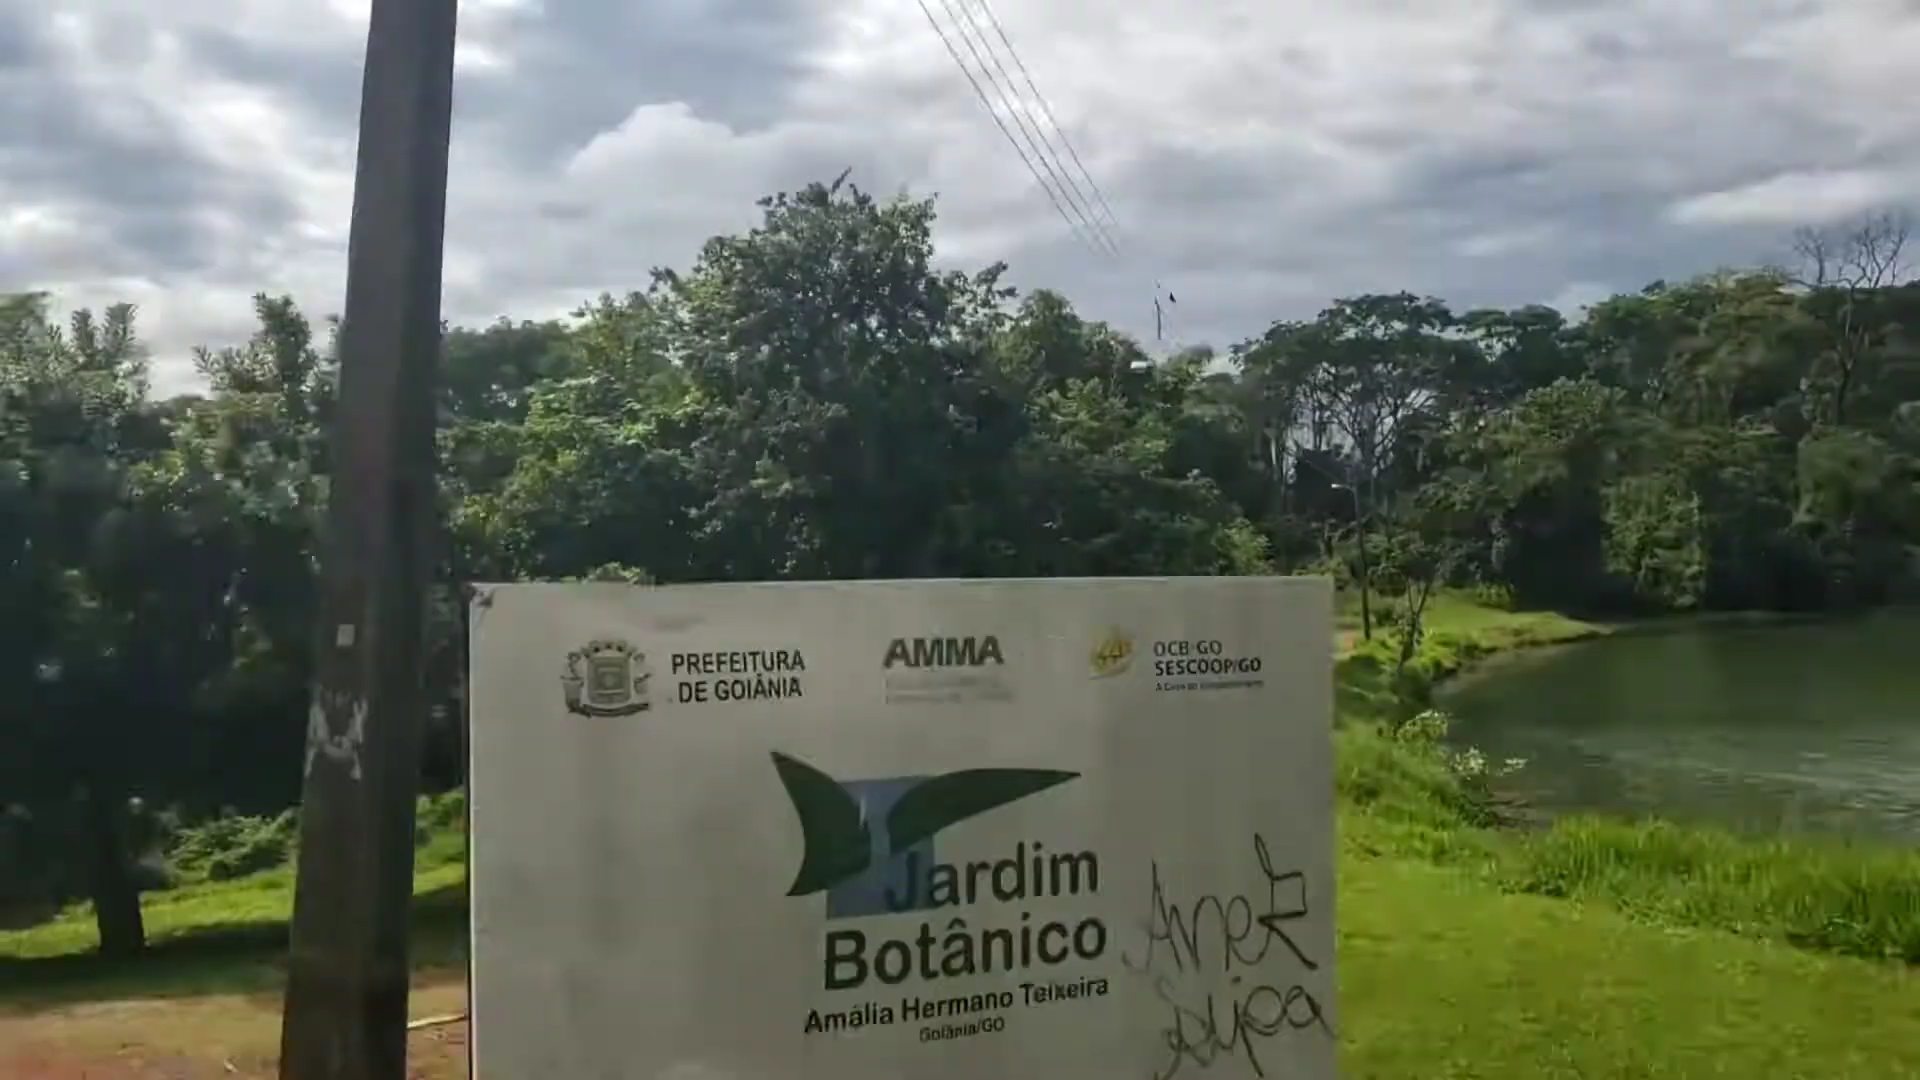 PREFEITURA
DE GOIÂNIA
AMMA
OCB-GO
SESCOOP/GO
Jardim
Botânico
Amália Hermano Teixeira
Goiânia/GO